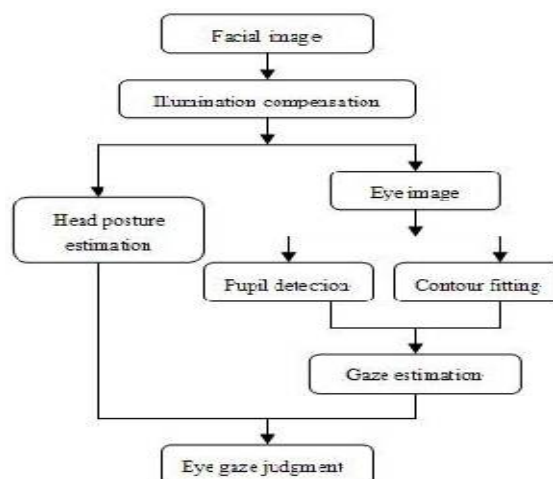 Facial image
Illumination compensation
Eye image
Head posture
estimation
Pupil detection
Contour fitting
Gaze estimation
Eye gaze judgment